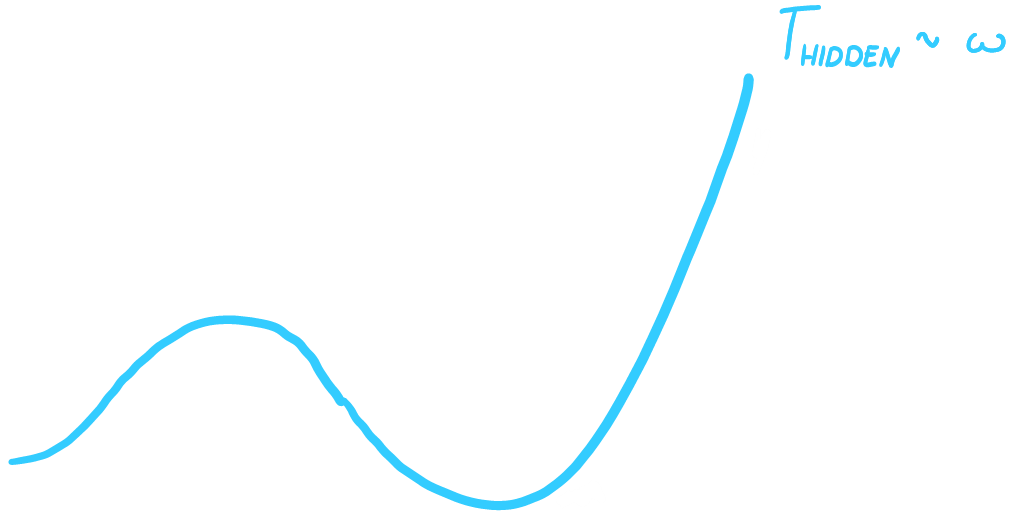 T_HIDDEN ~ ω